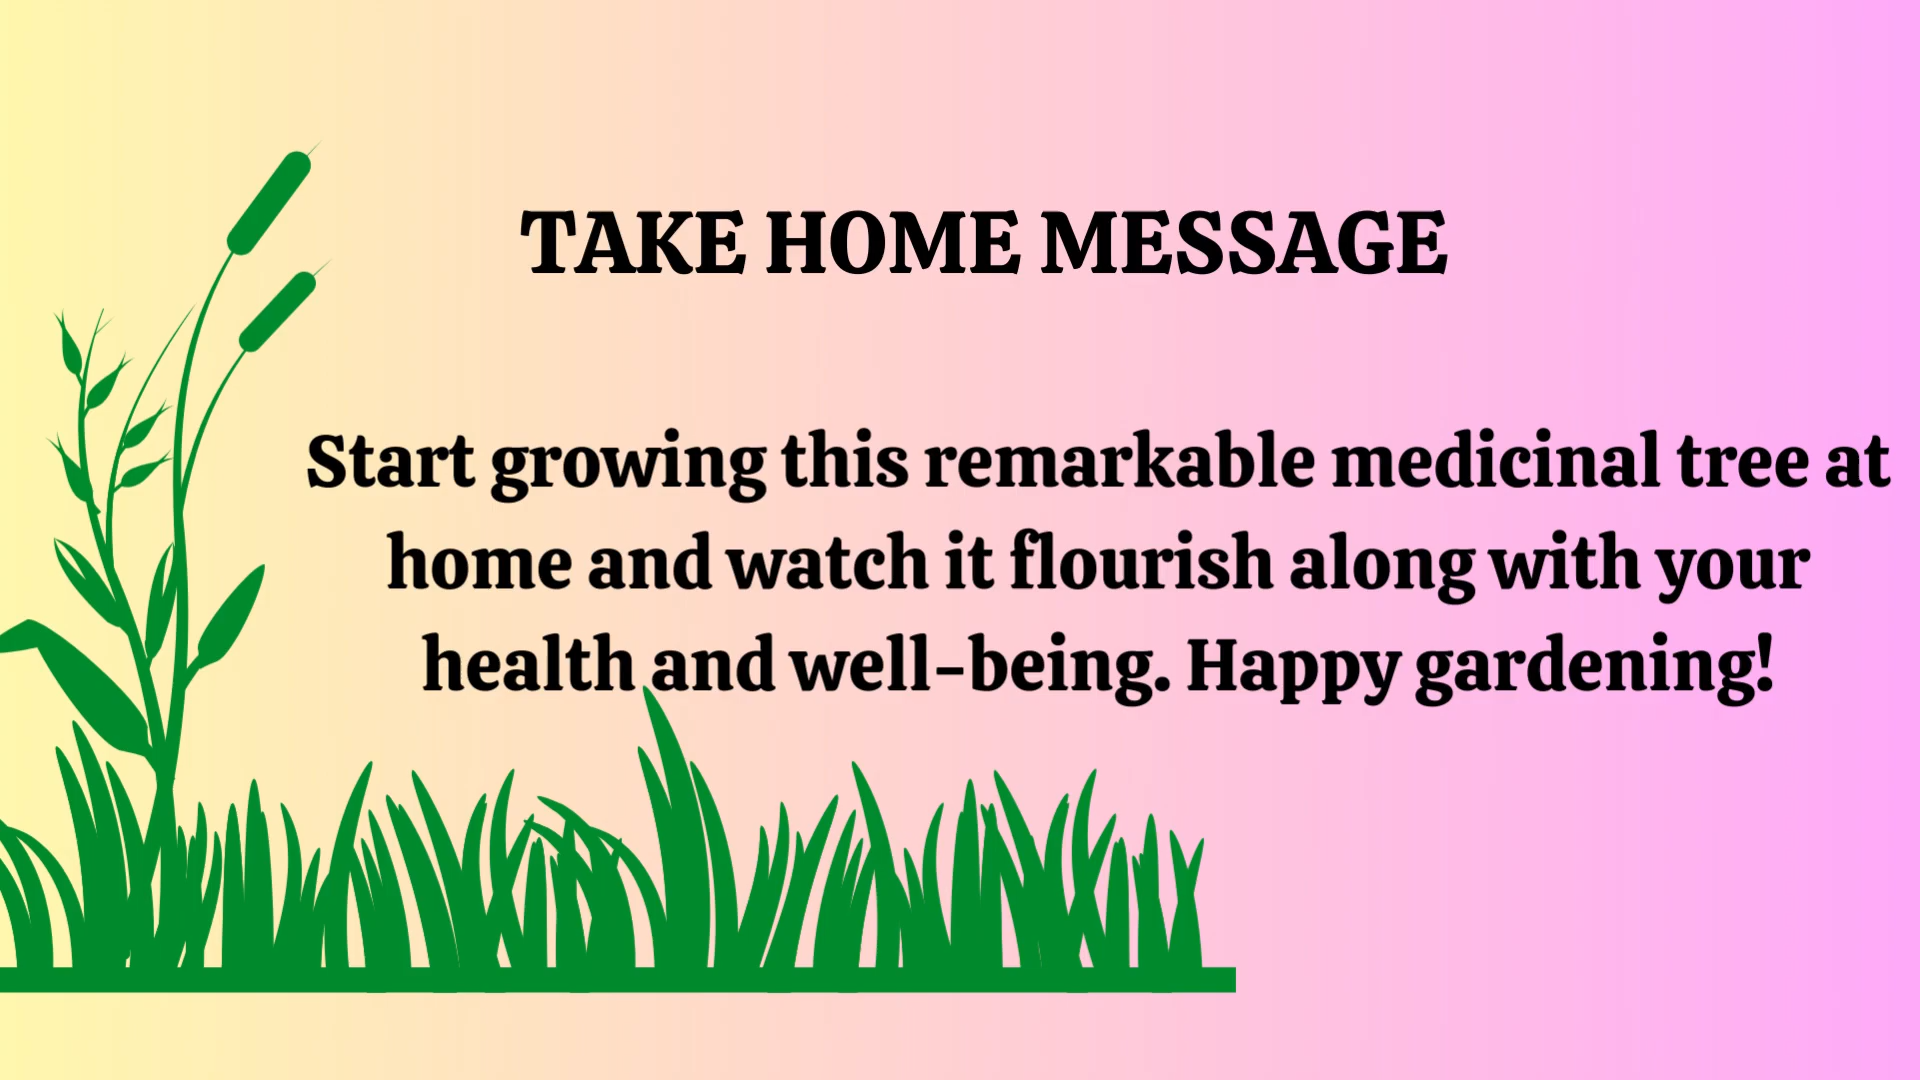 TAKE HOME MESSAGE
Start growing this remarkable medicinal tree at
home and watch it flourish along with your
health and well-being. Happy gardening!